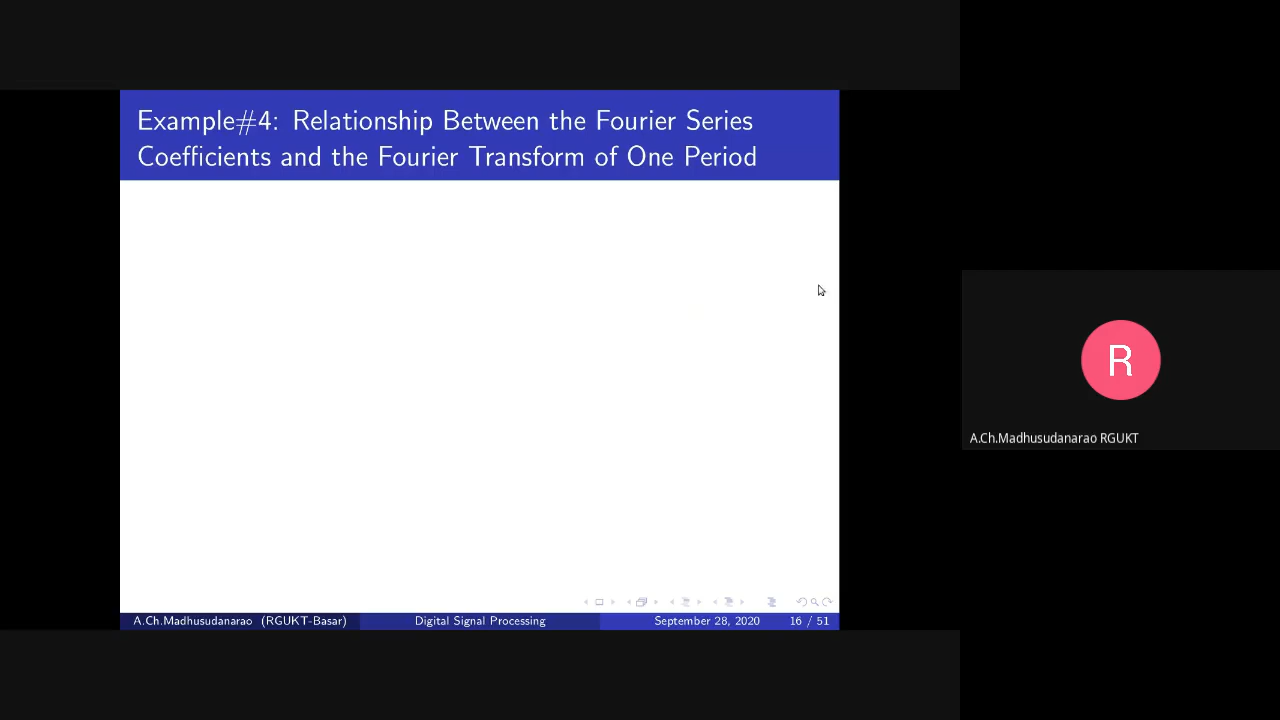 Example#4: Relationship Between the Fourier Series
Coefficients and the Fourier Transform of One Period
R
A.Ch.Madhusudanarao RGUKT
A.Ch.Madhusudanarao (RGUKT-Basar)
Digital Signal Processing
September 28, 2020
16 / 51